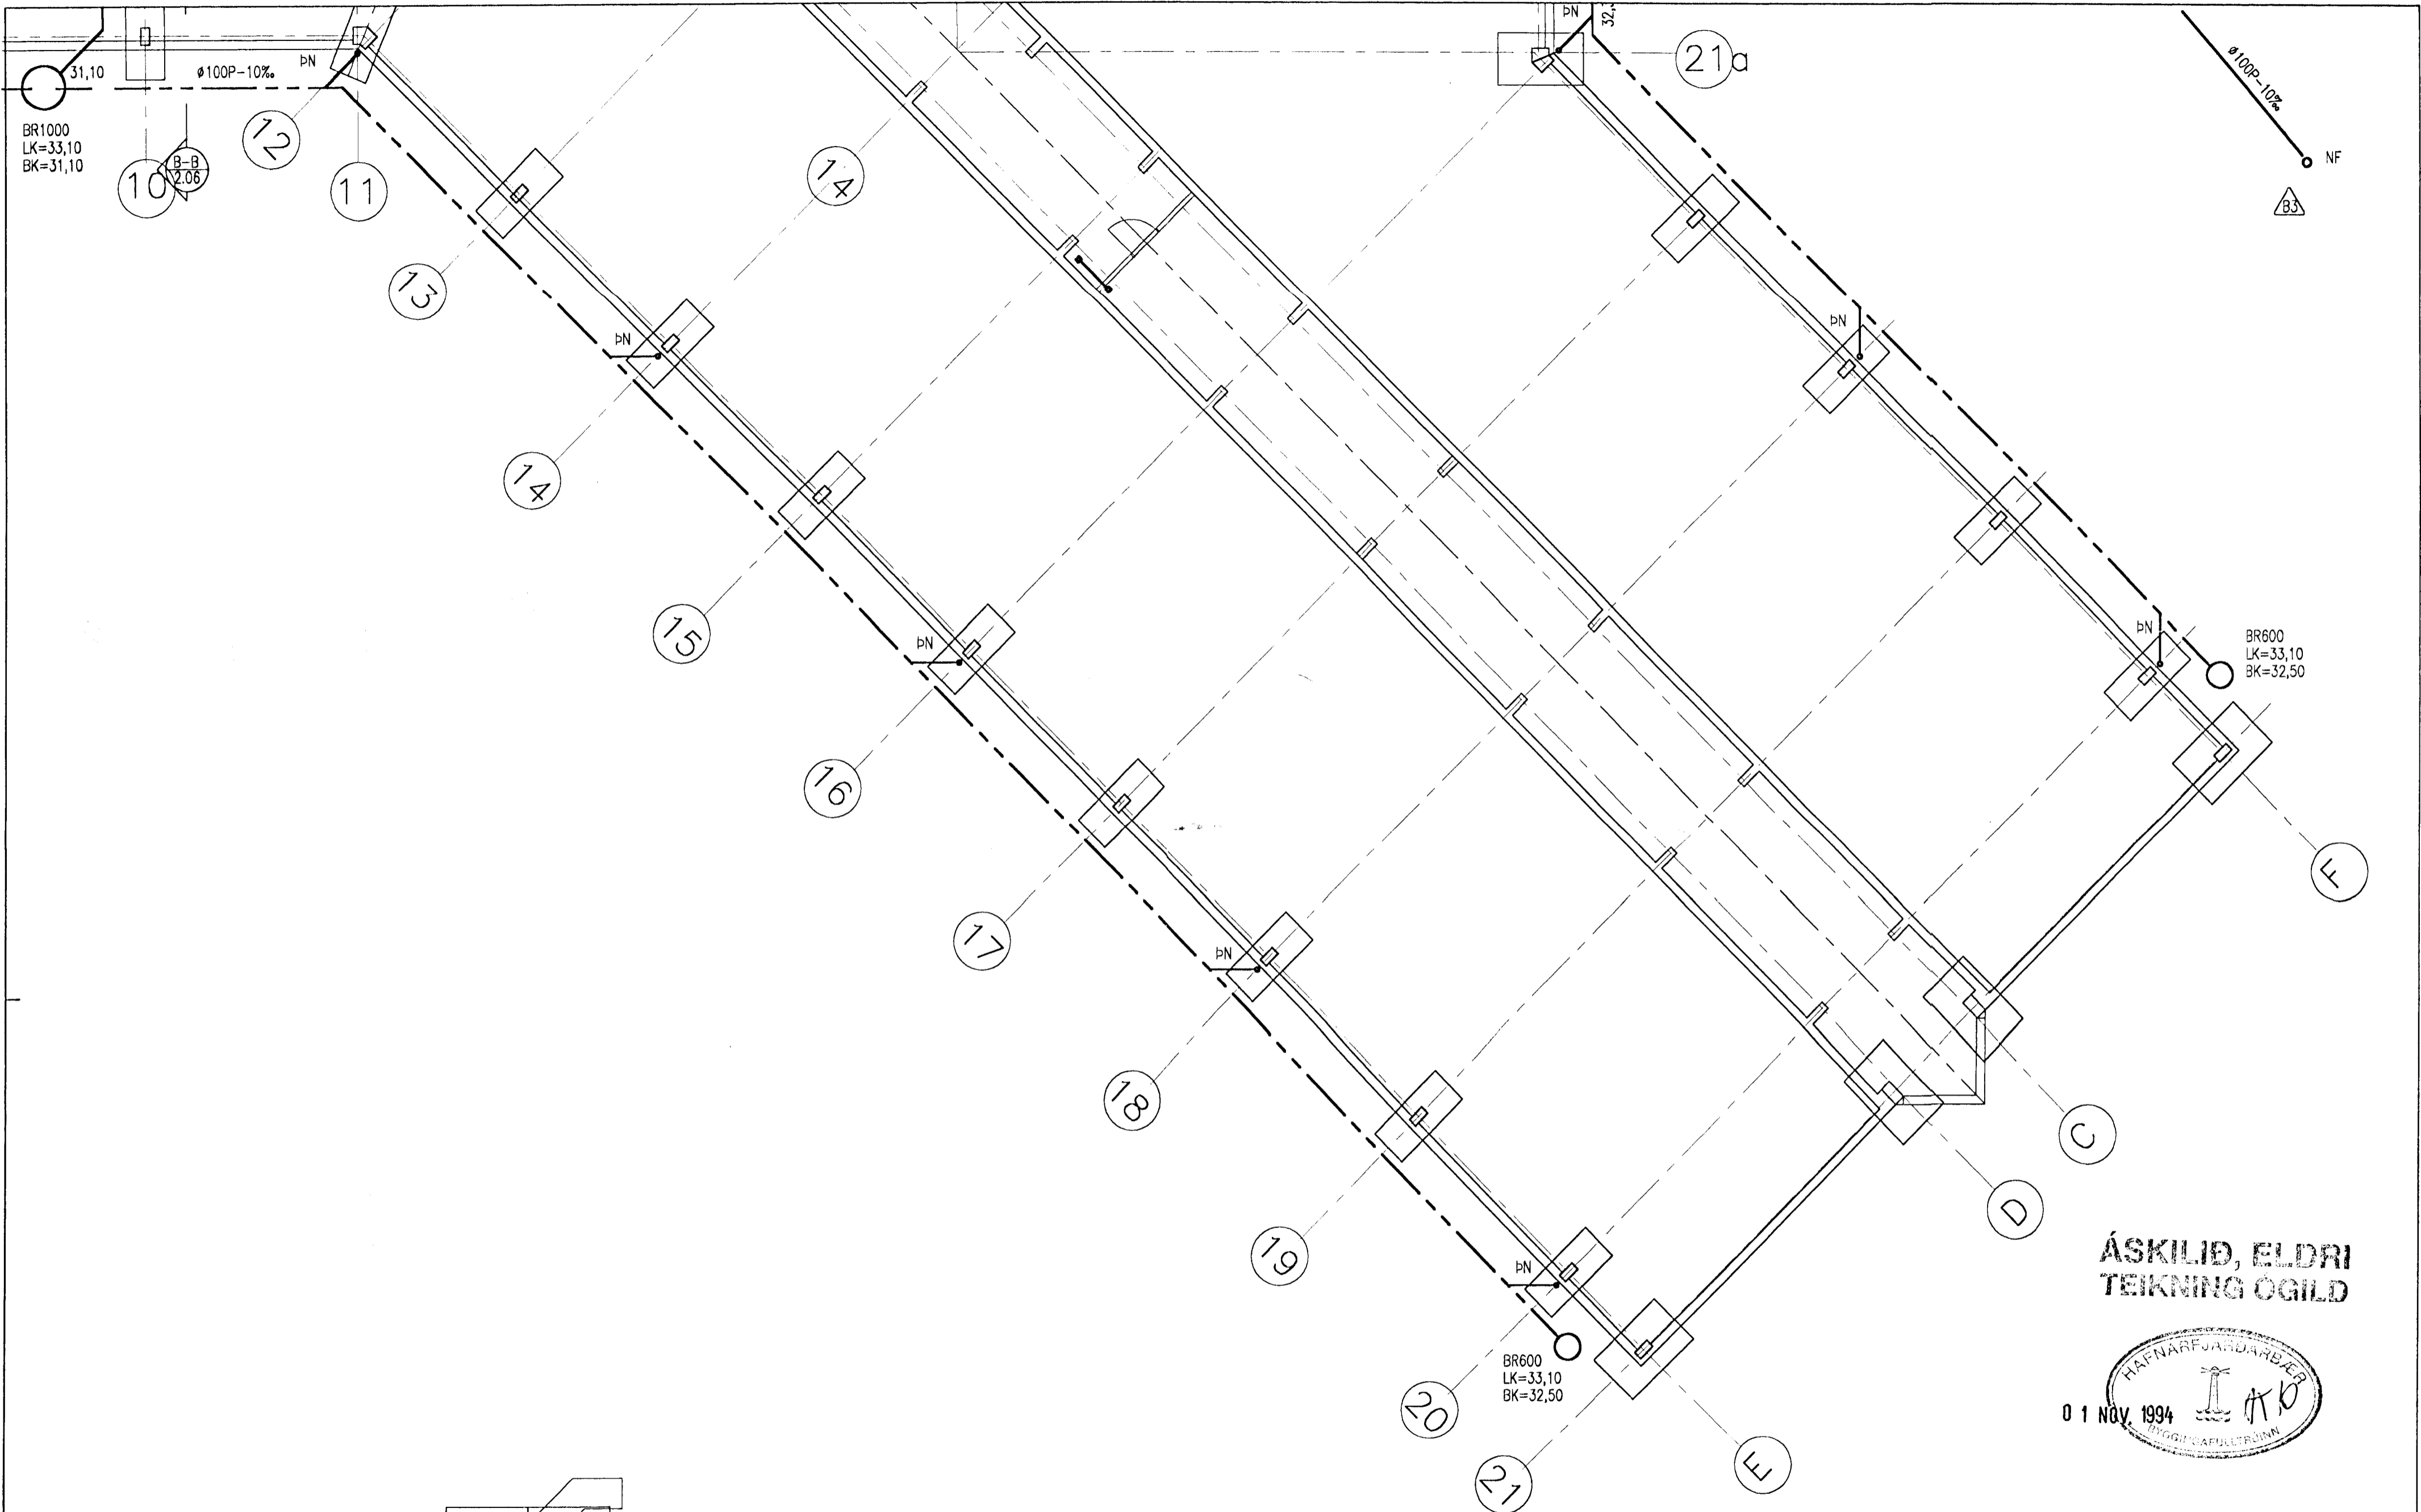 ÞN
32,
21a
ø100P-10‰
NF
B3
31,10
ø100P-10‰
ÞN
BR1000
LK=33,10
BK=31,10
10
B-B
2.06
12
11
14
13
ÞN
14
ÞN
15
ÞN
16
ÞN
BR600
LK=33,10
BK=32,50
17
F
ÞN
18
C
19
D
ÞN
BR600
LK=33,10
BK=32,50
20
21
E
ÁSKILIÐ, ELDRI
TEIKNING ÓGILD
HAFNARFJARÐARBÆR
0 1 NÓV. 1994
BYGGINGAFULLTRÚINN